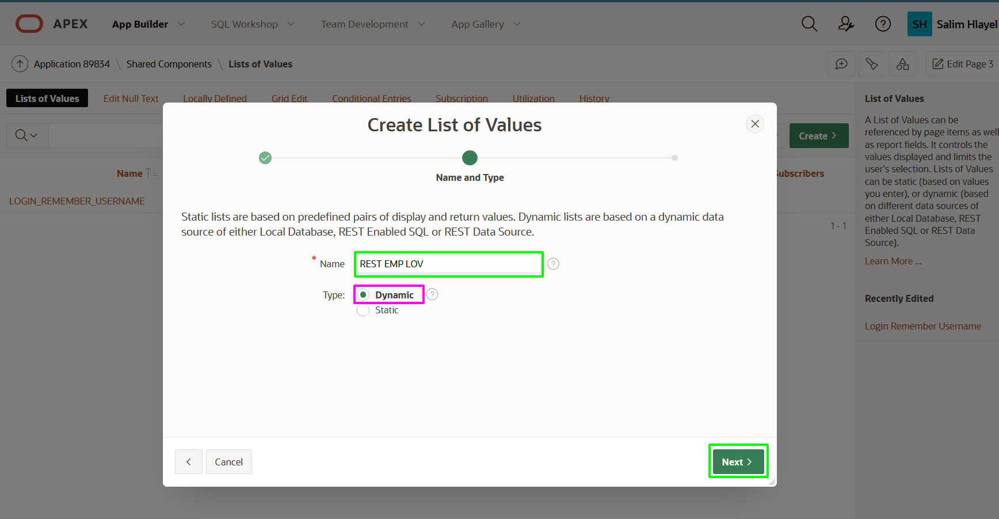 APEX App Builder SQL Workshop Team Development App Gallery SH Salim Hlayel
Application 89834 \ Shared Components \ Lists of Values Edit Page 3
Lists of Values Edit Null Text Locally Defined Grid Edit Conditional Entries Subscription Utilization History
Create
Name Subscribers
LOGIN_REMEMBER_USERNAME
1 - 1
Create List of Values
Name and Type
Static lists are based on predefined pairs of display and return values. Dynamic lists are based on a dynamic data
source of either Local Database, REST Enabled SQL or REST Data Source.
* Name REST EMP LOV ?
Type: Dynamic ?
Static
Cancel Next
List of Values
A List of Values can be
referenced by page items as well
as report fields. It controls the
values displayed and limits the
user's selection. Lists of Values
can be static (based on values
you enter), or dynamic (based
on different data sources of
either Local Database, REST
Enabled SQL or REST Data
Source).
Learn More ...
Recently Edited
Login Remember Username